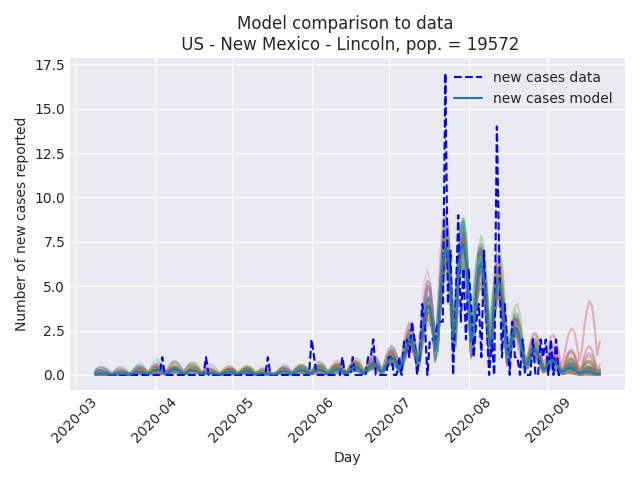 Model comparison to data
US - New Mexico - Lincoln, pop. = 19572
new cases data
new cases model
Number of new cases reported
17.5
15.0
12.5
10.0
7.5
5.0
2.5
0.0
2020-03
2020-04
2020-05
2020-06
2020-07
2020-08
2020-09
Day